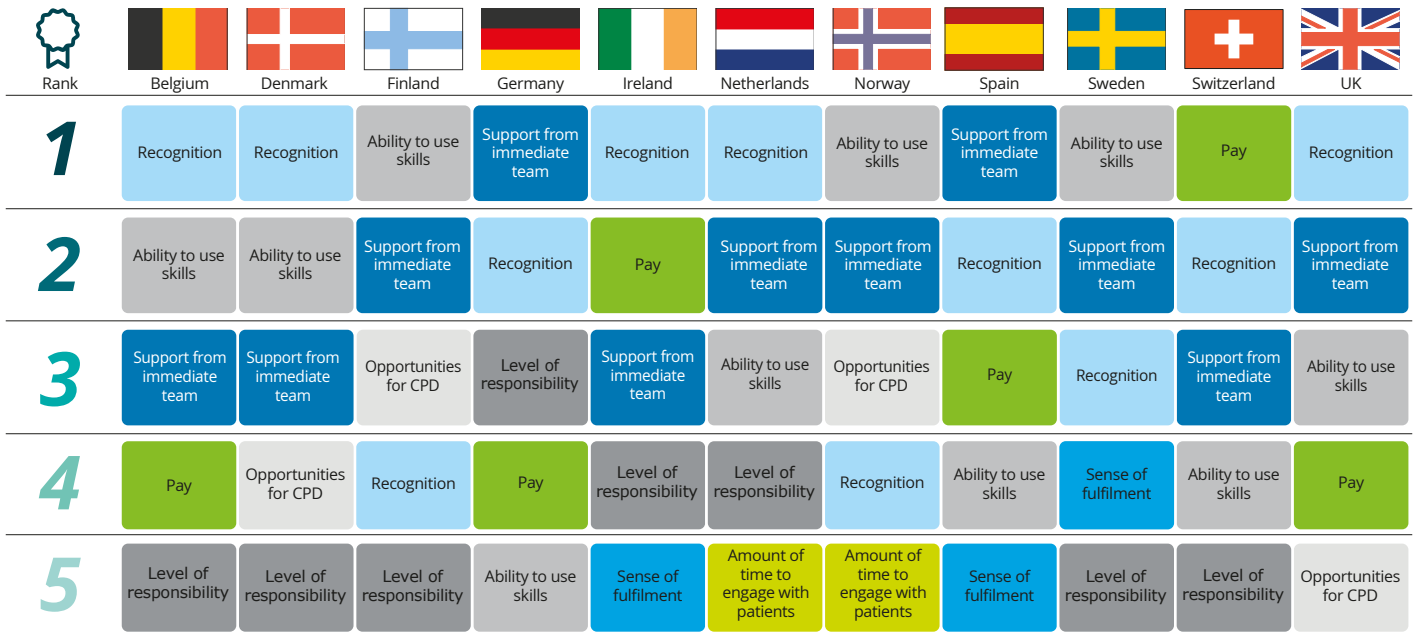 Rank
Belgium
Denmark
Finland
Germany
Ireland
Netherlands
Norway
Spain
Sweden
Switzerland
UK
1
Recognition
Recognition
Ability to use
skills
Support from
immediate
team
Recognition
Recognition
Ability to use
skills
Support from
immediate
team
Ability to use
skills
Pay
Recognition
2
Ability to use
skills
Ability to use
skills
Support from
immediate
team
Recognition
Pay
Support from
immediate
team
Support from
immediate
team
Recognition
Support from
immediate
team
Recognition
Support from
immediate
team
3
Support from
immediate
team
Support from
immediate
team
Opportunities
for CPD
Level of
responsibility
Support from
immediate
team
Ability to use
skills
Opportunities
for CPD
Pay
Recognition
Support from
immediate
team
Ability to use
skills
4
Pay
Opportunities
for CPD
Recognition
Pay
Level of
responsibility
Level of
responsibility
Recognition
Ability to use
skills
Sense of
fulfilment
Ability to use
skills
Pay
5
Level of
responsibility
Level of
responsibility
Level of
responsibility
Ability to use
skills
Sense of
fulfilment
Amount of
time to
engage with
patients
Amount of
time to
engage with
patients
Sense of
fulfilment
Level of
responsibility
Level of
responsibility
Opportunities
for CPD